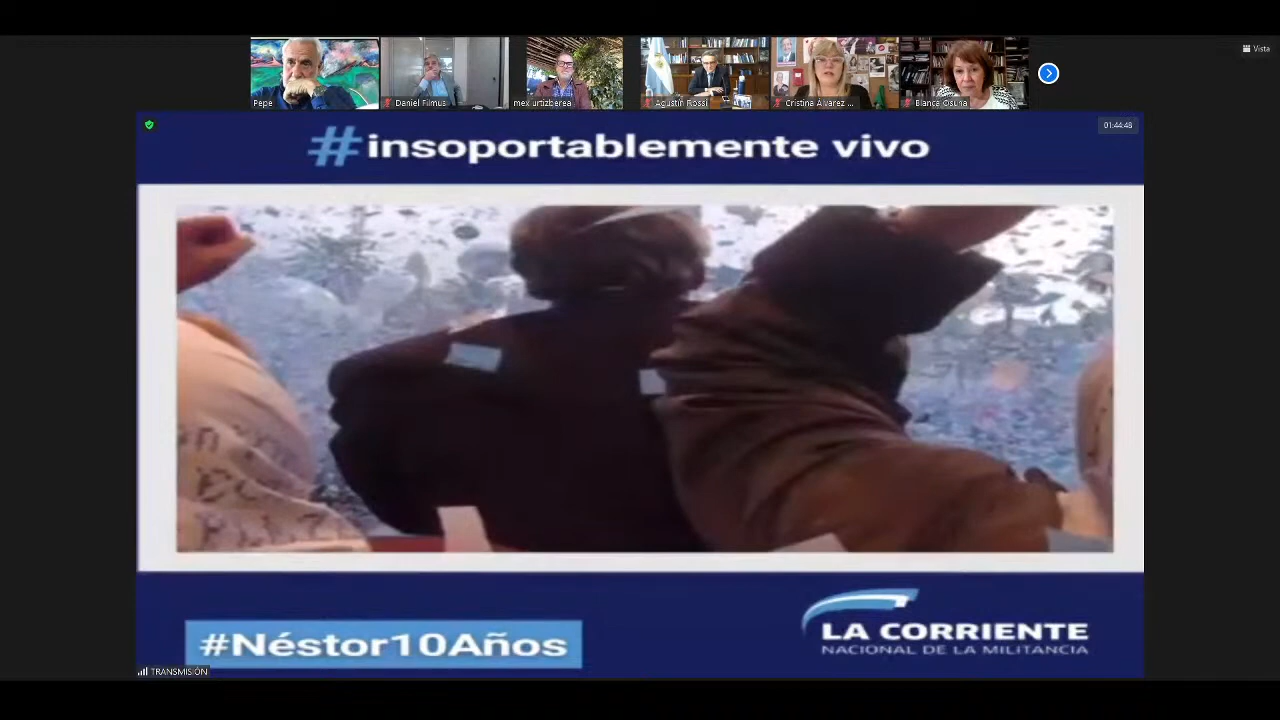 Vista
Pepe
Daniel Filmus
mex urtizberea
Agustín Rossi
Cristina Álvarez ...
Blanca Osuna
01:44:48
#insoportablemente vivo
#Néstor10Años
LA CORRIENTE
NACIONAL DE LA MILITANCIA
TRANSMISIÓN